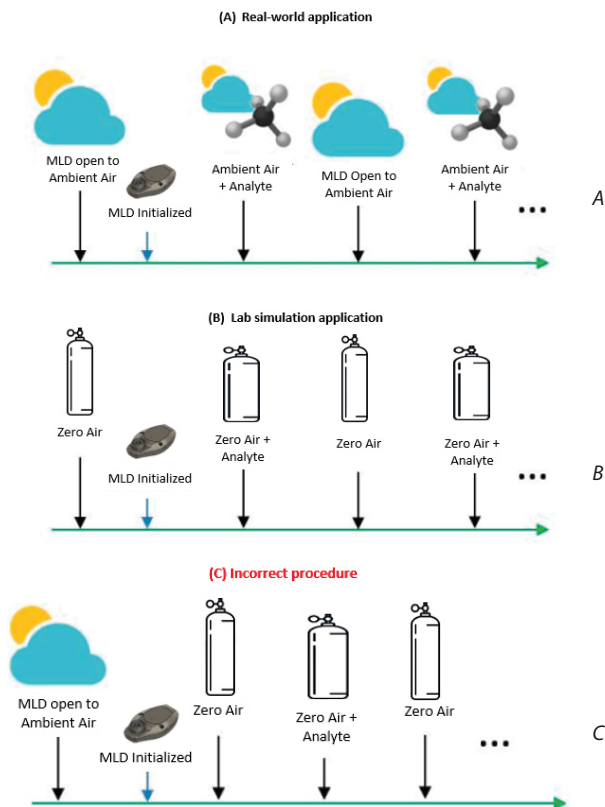 (A) Real-world application
MLD open to
Ambient Air
MLD Initialized
Ambient Air
+ Analyte
MLD Open to
Ambient Air
Ambient Air
+ Analyte
...
A
(B) Lab simulation application
Zero Air
MLD Initialized
Zero Air +
Analyte
Zero Air
Zero Air +
Analyte
...
B
(C) Incorrect procedure
MLD open to
Ambient Air
MLD Initialized
Zero Air
Zero Air +
Analyte
Zero Air
...
C